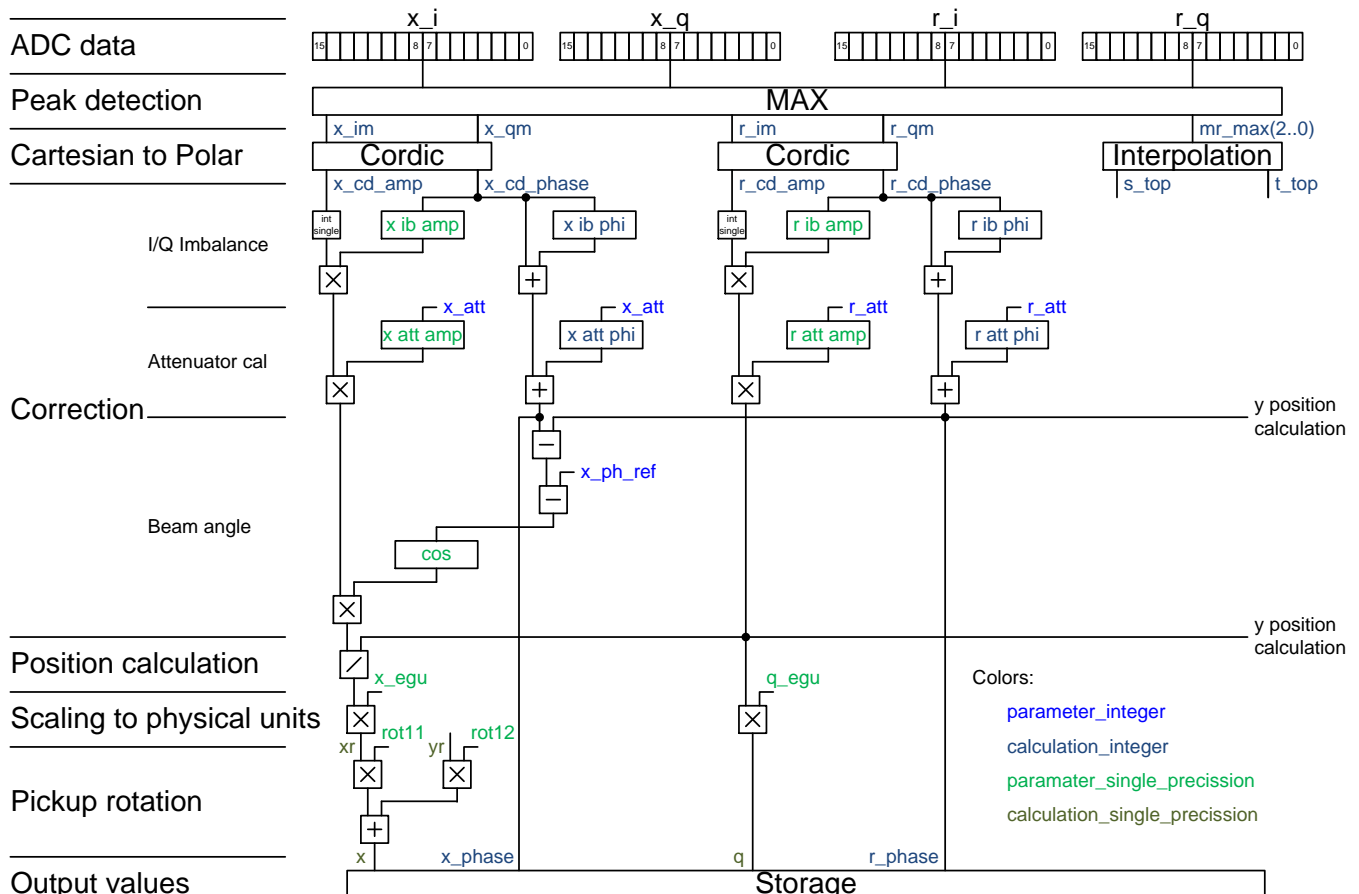 x_i x_q r_i r_q
ADC data 15 8 7 0 15 8 7 0 15 8 7 0 15 8 7 0
Peak detection MAX
x_im x_qm r_im r_qm mr_max(2..0)
Cartesian to Polar Cordic Cordic Interpolation
x_cd_amp x_cd_phase r_cd_amp r_cd_phase s_top t_top
int single x ib amp x ib phi int single r ib amp r ib phi
I/Q Imbalance
× + × +
x_att x_att r_att r_att
x att amp x att phi r att amp r att phi
Attenuator cal
× + × +
Correction
y position
calculation
−
x_ph_ref
−
Beam angle
cos
×
y position
calculation
Position calculation /
x_egu q_egu Colors:
Scaling to physical units × × parameter_integer
xr rot11 yr rot12
calculation_integer
× ×
paramater_single_precission
Pickup rotation
calculation_single_precission
+
x x_phase q r_phase
Output values Storage